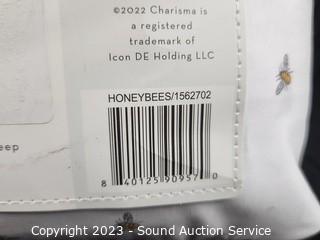 ©2022 Charisma is
a registered
trademark of
Icon DE Holding LLC
HONEYBEES/1562702
eep
8 40125 90957 0
Copyright © 2023 - Sound Auction Service